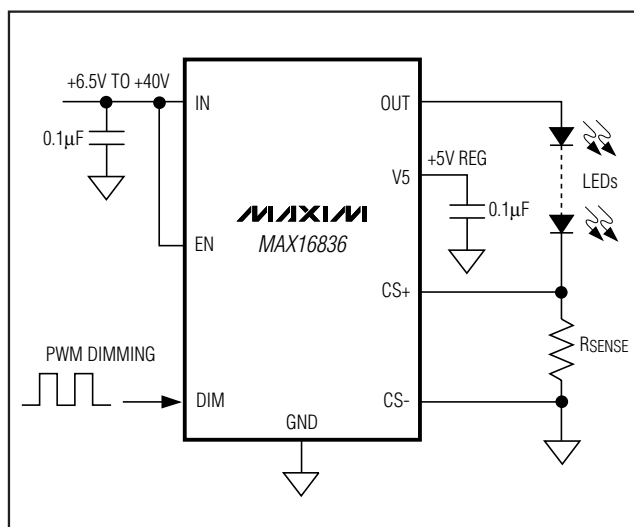 +6.5V TO +40V
IN
OUT
0.1µF
+5V REG
V5
LEDs
0.1µF
MAXIM
MAX16836
EN
CS+
RSENSE
PWM DIMMING
DIM
CS-
GND